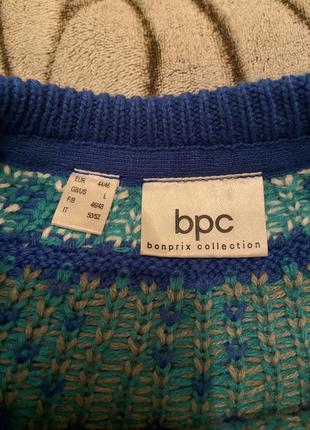 EUR 44/46
GB/US L
F/B 46/48
IT 50/52
bpc
bonprix collection